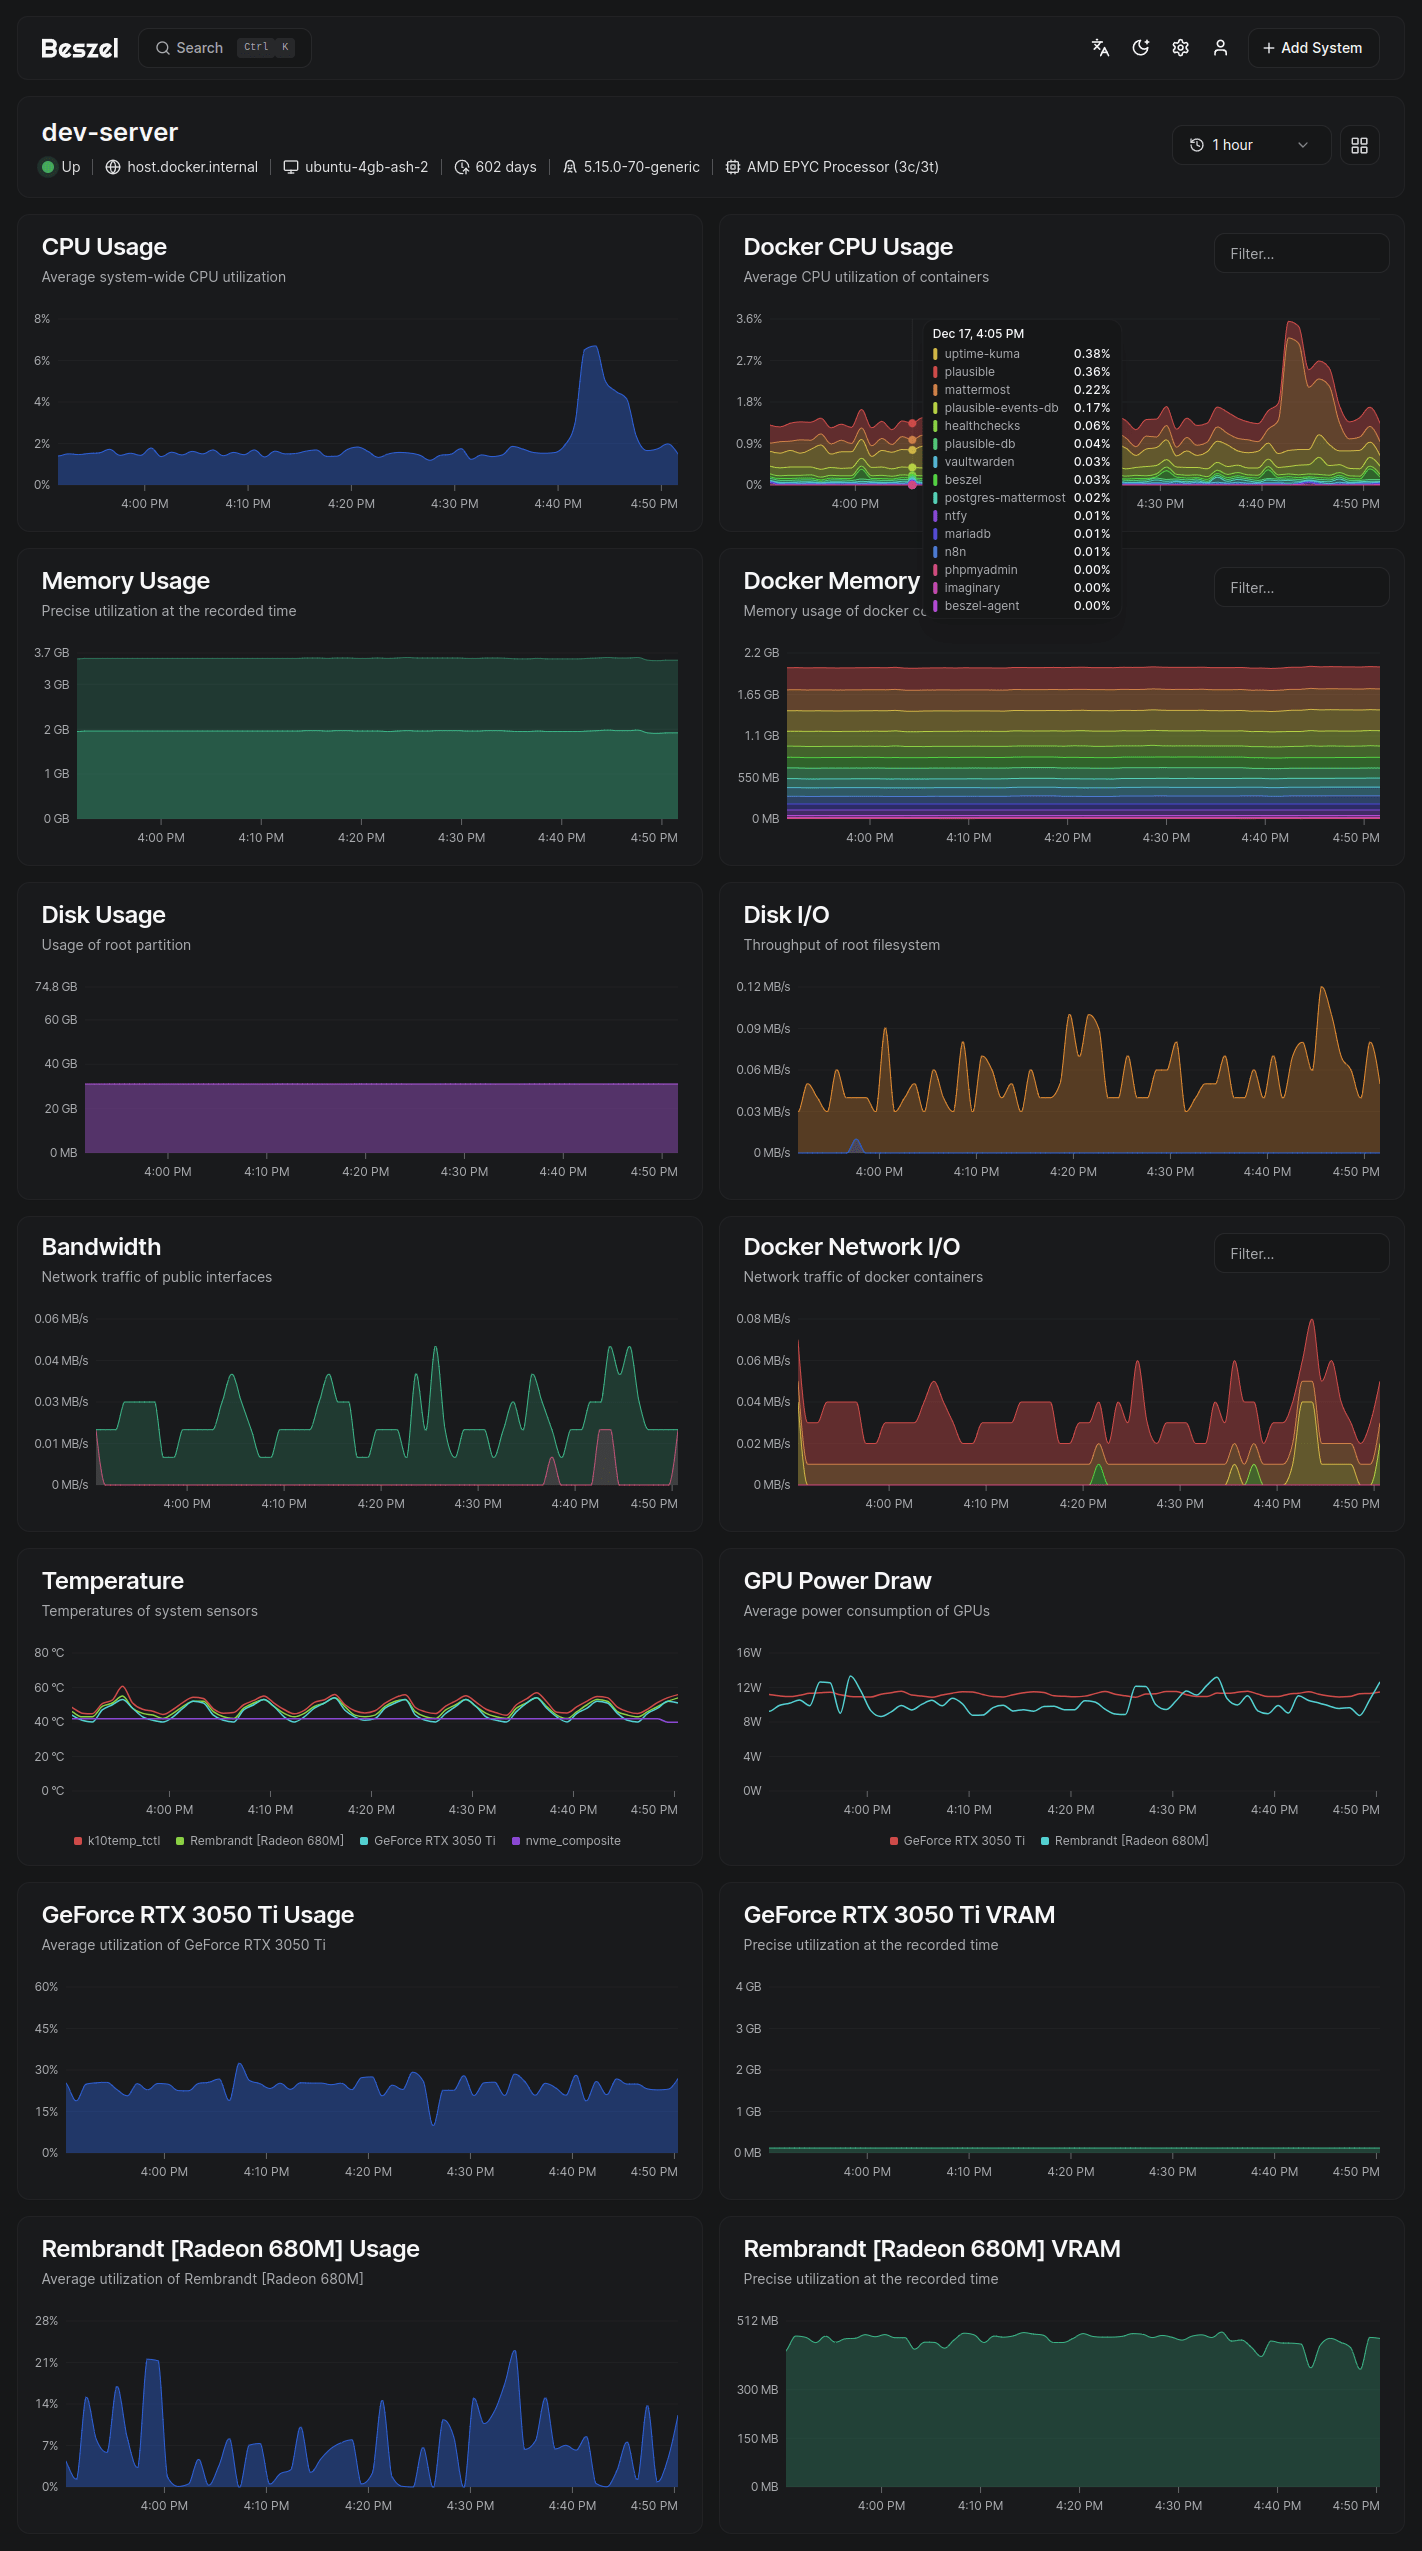 Beszel
Search Ctrl K
Add System
dev-server
Up host.docker.internal ubuntu-4gb-ash-2 602 days 5.15.0-70-generic AMD EPYC Processor (3c/3t)
1 hour
CPU Usage
Average system-wide CPU utilization
8%
6%
4%
2%
0%
4:00 PM 4:10 PM 4:20 PM 4:30 PM 4:40 PM 4:50 PM
Docker CPU Usage
Average CPU utilization of containers
Filter...
3.6%
2.7%
1.8%
0.9%
0%
4:00 PM 4:30 PM 4:40 PM 4:50 PM
Dec 17, 4:05 PM
uptime-kuma 0.38%
plausible 0.36%
mattermost 0.22%
plausible-events-db 0.17%
healthchecks 0.06%
plausible-db 0.04%
vaultwarden 0.03%
beszel 0.03%
postgres-mattermost 0.02%
ntfy 0.01%
mariadb 0.01%
n8n 0.01%
phpmyadmin 0.00%
imaginary 0.00%
beszel-agent 0.00%
Memory Usage
Precise utilization at the recorded time
3.7 GB
3 GB
2 GB
1 GB
0 GB
4:00 PM 4:10 PM 4:20 PM 4:30 PM 4:40 PM 4:50 PM
Docker Memory
Memory usage of docker
Filter...
2.2 GB
1.65 GB
1.1 GB
550 MB
0 MB
4:00 PM 4:10 PM 4:20 PM 4:30 PM 4:40 PM 4:50 PM
Disk Usage
Usage of root partition
74.8 GB
60 GB
40 GB
20 GB
0 MB
4:00 PM 4:10 PM 4:20 PM 4:30 PM 4:40 PM 4:50 PM
Disk I/O
Throughput of root filesystem
0.12 MB/s
0.09 MB/s
0.06 MB/s
0.03 MB/s
0 MB/s
4:00 PM 4:10 PM 4:20 PM 4:30 PM 4:40 PM 4:50 PM
Bandwidth
Network traffic of public interfaces
0.06 MB/s
0.04 MB/s
0.03 MB/s
0.01 MB/s
0 MB/s
4:00 PM 4:10 PM 4:20 PM 4:30 PM 4:40 PM 4:50 PM
Docker Network I/O
Network traffic of docker containers
Filter...
0.08 MB/s
0.06 MB/s
0.04 MB/s
0.02 MB/s
0 MB/s
4:00 PM 4:10 PM 4:20 PM 4:30 PM 4:40 PM 4:50 PM
Temperature
Temperatures of system sensors
80 °C
60 °C
40 °C
20 °C
0 °C
4:00 PM 4:10 PM 4:20 PM 4:30 PM 4:40 PM 4:50 PM
k10temp_tctl Rembrandt [Radeon 680M] GeForce RTX 3050 Ti nvme_composite
GPU Power Draw
Average power consumption of GPUs
16W
12W
8W
4W
0W
4:00 PM 4:10 PM 4:20 PM 4:30 PM 4:40 PM 4:50 PM
GeForce RTX 3050 Ti Rembrandt [Radeon 680M]
GeForce RTX 3050 Ti Usage
Average utilization of GeForce RTX 3050 Ti
60%
45%
30%
15%
0%
4:00 PM 4:10 PM 4:20 PM 4:30 PM 4:40 PM 4:50 PM
GeForce RTX 3050 Ti VRAM
Precise utilization at the recorded time
4 GB
3 GB
2 GB
1 GB
0 MB
4:00 PM 4:10 PM 4:20 PM 4:30 PM 4:40 PM 4:50 PM
Rembrandt [Radeon 680M] Usage
Average utilization of Rembrandt [Radeon 680M]
28%
21%
14%
7%
0%
4:00 PM 4:10 PM 4:20 PM 4:30 PM 4:40 PM 4:50 PM
Rembrandt [Radeon 680M] VRAM
Precise utilization at the recorded time
512 MB
300 MB
150 MB
0 MB
4:00 PM 4:10 PM 4:20 PM 4:30 PM 4:40 PM 4:50 PM